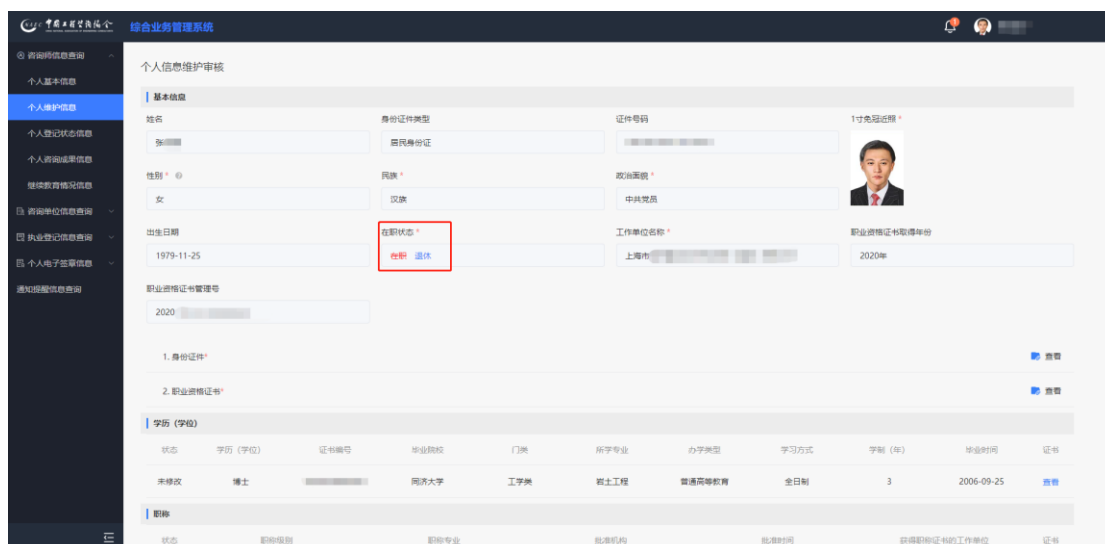 中国工程咨询协会
综合业务管理系统
咨询师信息查询
个人基本信息
个人维护信息
个人登记状态信息
个人咨询成果信息
继续教育情况信息
咨询单位信息查询
执业登记信息查询
个人电子签章信息
通知提醒信息查询
个人信息维护审核
基本信息
姓名 身份证件类型 证件号码 1寸免冠近照 *
张 居民身份证
性别 * 民族 * 政治面貌 *
女 汉族 中共党员
出生日期 在职状态 * 工作单位名称 * 职业资格证书取得年份
1979-11-25 在职 退休 上海市 2020年
职业资格证书管理号
2020
1. 身份证件* 查看
2. 职业资格证书* 查看
学历（学位）
状态 学历（学位） 证书编号 毕业院校 门类 所学专业 办学类型 学习方式 学制（年） 毕业时间 证书
未修改 博士 同济大学 工学类 岩土工程 普通高等教育 全日制 3 2006-09-25 查看
职称
状态 职称级别 职称专业 批准机构 批准时间 获得职称证书的工作单位 证书